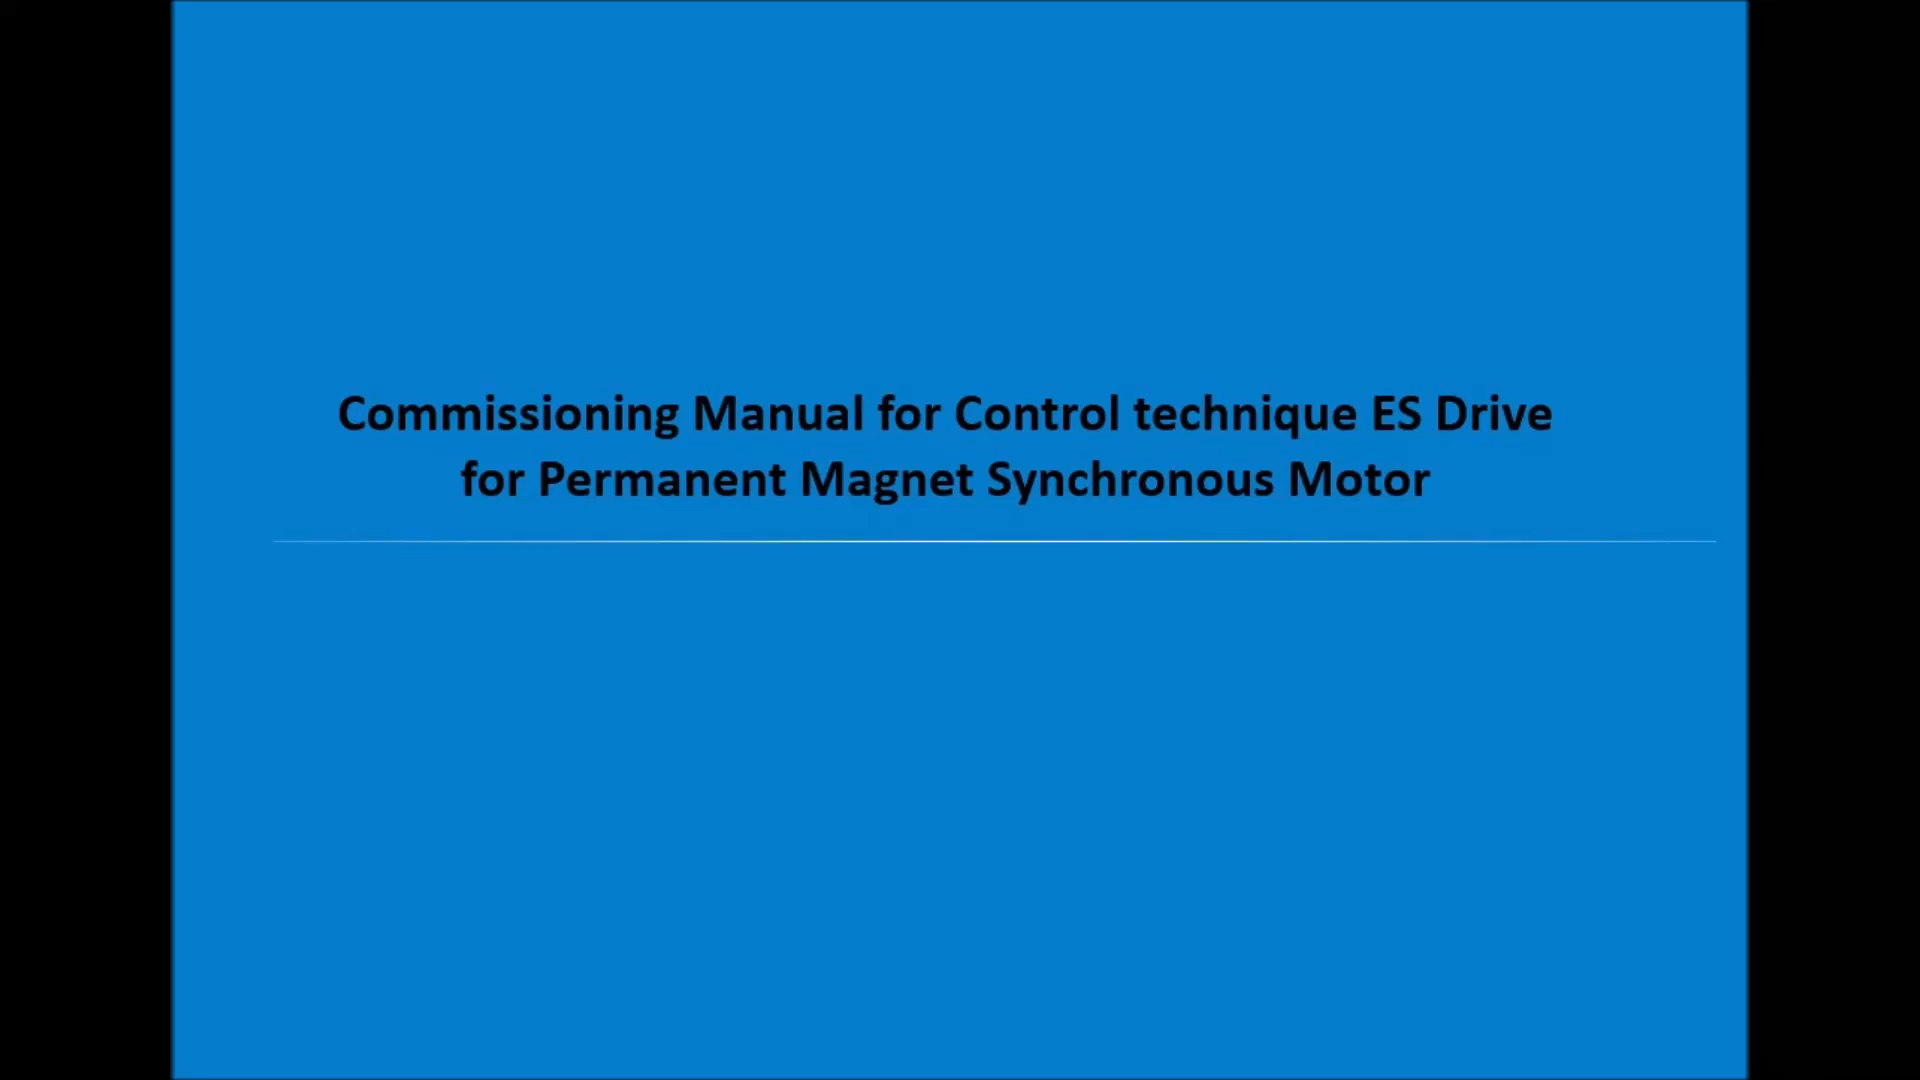 Commissioning Manual for Control technique ES Drive
for Permanent Magnet Synchronous Motor